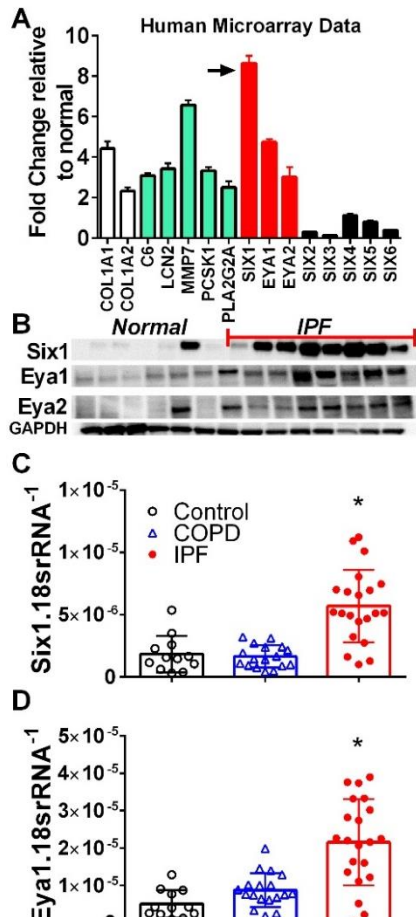 A
Human Microarray Data
Fold Change relative
to normal
10
8
6
4
2
0
COL1A1
COL1A2
C6
LCN2
MMP7
PCSK1
PLA2G2A
SIX1
EYA1
EYA2
SIX2
SIX3
SIX4
SIX5
SIX6
B
Normal IPF
Six1
Eya1
Eya2
GAPDH
C
Six1.18srRNA⁻¹
1×10⁻⁵
1×10⁻⁵
5×10⁻⁶
0
Control
COPD
IPF
*
D
Eya1.18srRNA⁻¹
5×10⁻⁵
4×10⁻⁵
3×10⁻⁵
2×10⁻⁵
1×10⁻⁵
*